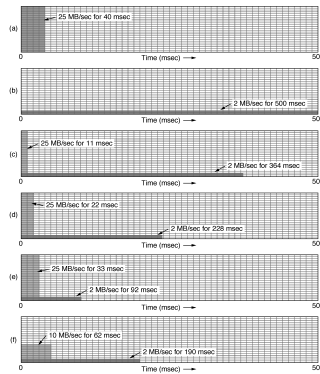 (a)
25 MB/sec for 40 msec
0
Time (msec)
50
(b)
2 MB/sec for 500 msec
0
Time (msec)
50
(c)
25 MB/sec for 11 msec
2 MB/sec for 364 msec
0
Time (msec)
50
(d)
25 MB/sec for 22 msec
2 MB/sec for 228 msec
0
Time (msec)
50
(e)
25 MB/sec for 33 msec
2 MB/sec for 92 msec
0
Time (msec)
50
(f)
10 MB/sec for 62 msec
2 MB/sec for 190 msec
0
Time (msec)
50